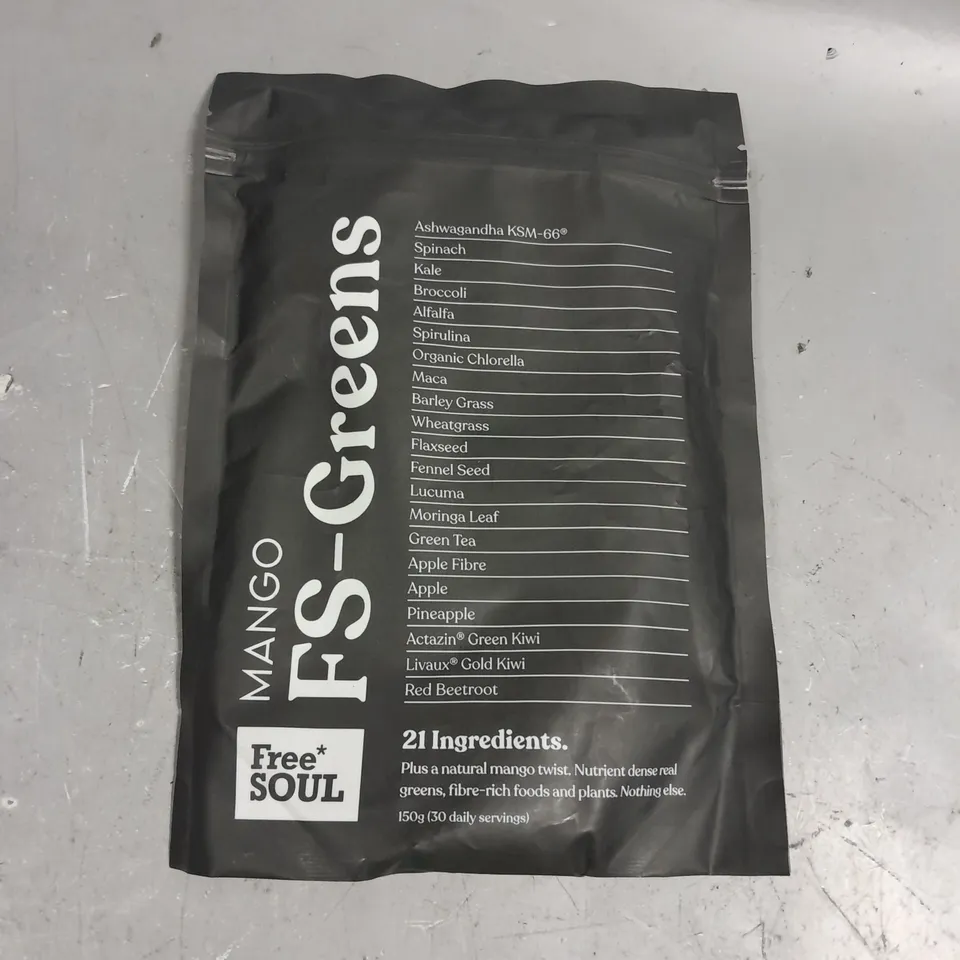 MANGO
FS-Greens
Ashwagandha KSM-66®
Spinach
Kale
Broccoli
Alfalfa
Spirulina
Organic Chlorella
Maca
Barley Grass
Wheatgrass
Flaxseed
Fennel Seed
Lucuma
Moringa Leaf
Green Tea
Apple Fibre
Apple
Pineapple
Actazin® Green Kiwi
Livaux® Gold Kiwi
Red Beetroot
Free*
SOUL
21 Ingredients.
Plus a natural mango twist. Nutrient dense real
greens, fibre-rich foods and plants. Nothing else.
150g (30 daily servings)